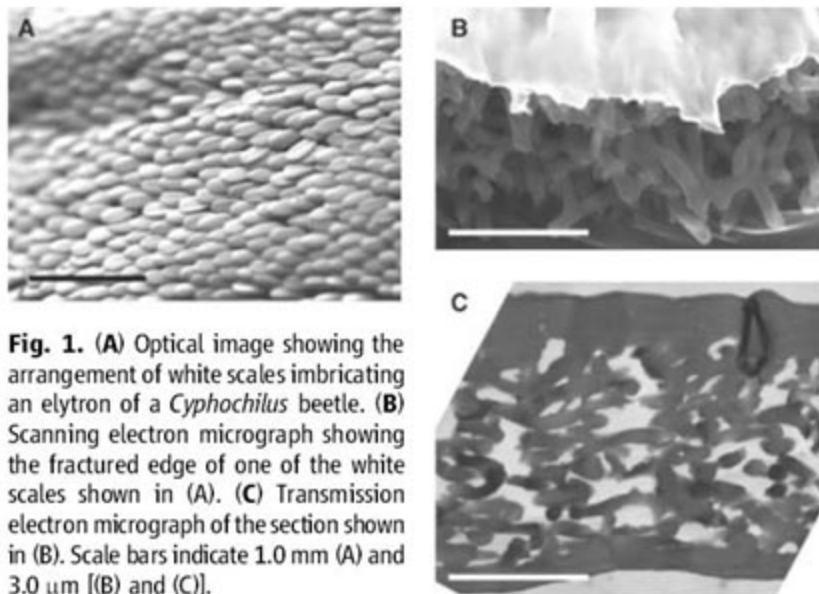 A
B
C
Fig. 1. (A) Optical image showing the
arrangement of white scales imbricating
an elytron of a Cyphochilus beetle. (B)
Scanning electron micrograph showing
the fractured edge of one of the white
scales shown in (A). (C) Transmission
electron micrograph of the section shown
in (B). Scale bars indicate 1.0 mm (A) and
3.0 μm [(B) and (C)].